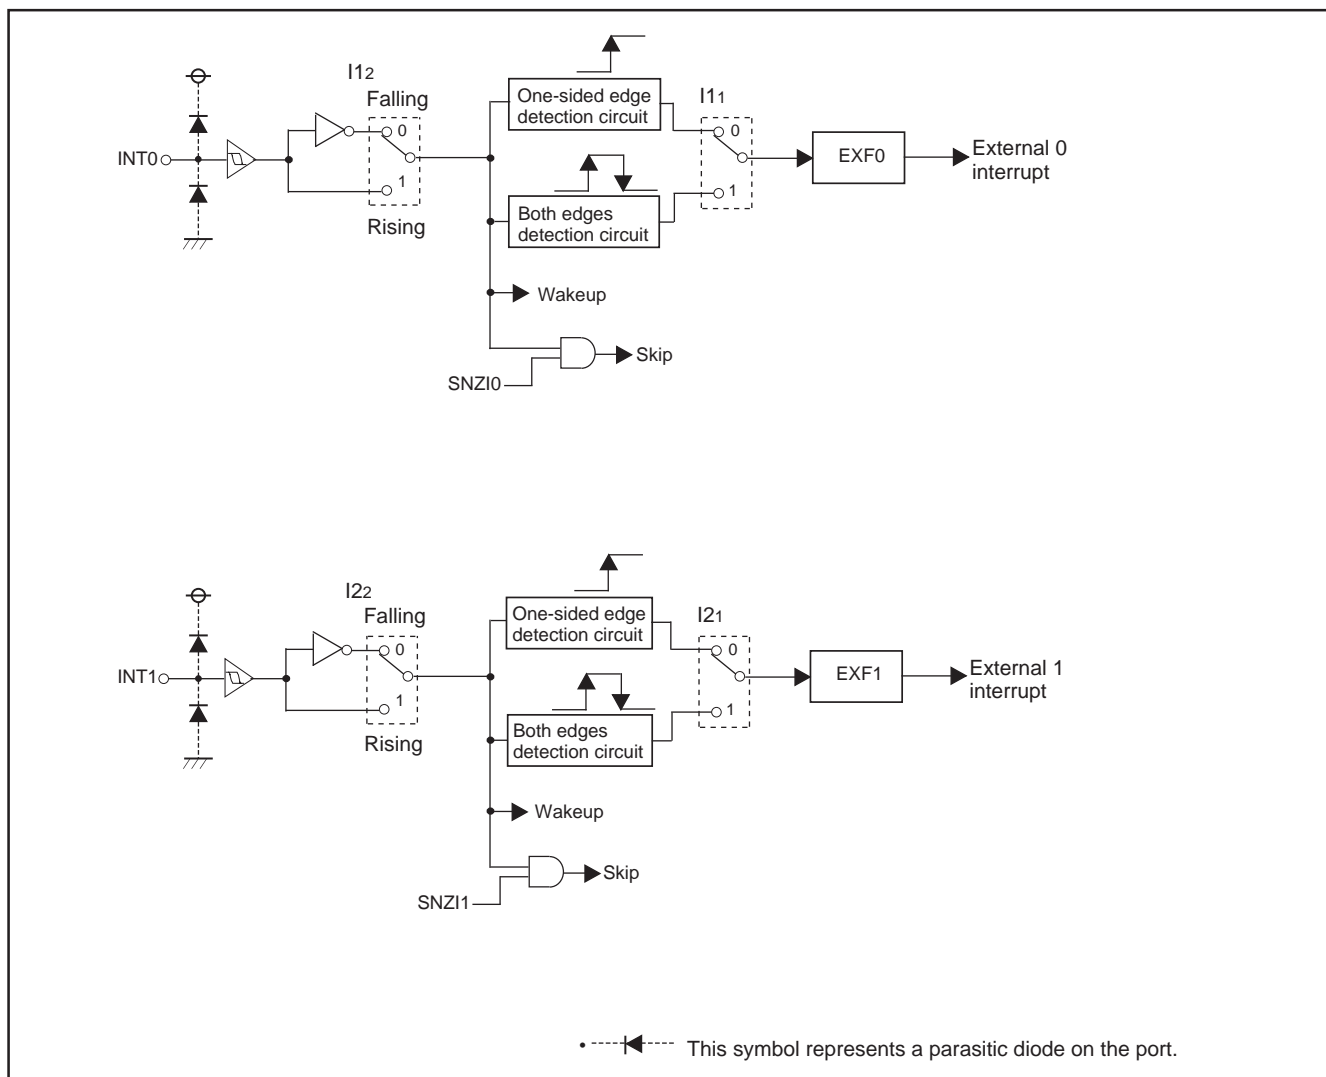 I12
Falling
0
1
Rising
INT0
One-sided edge
detection circuit
Both edges
detection circuit
I11
0
1
EXF0
External 0
interrupt
Wakeup
Skip
SNZI0
I22
Falling
0
1
Rising
INT1
One-sided edge
detection circuit
Both edges
detection circuit
I21
0
1
EXF1
External 1
interrupt
Wakeup
Skip
SNZI1
This symbol represents a parasitic diode on the port.